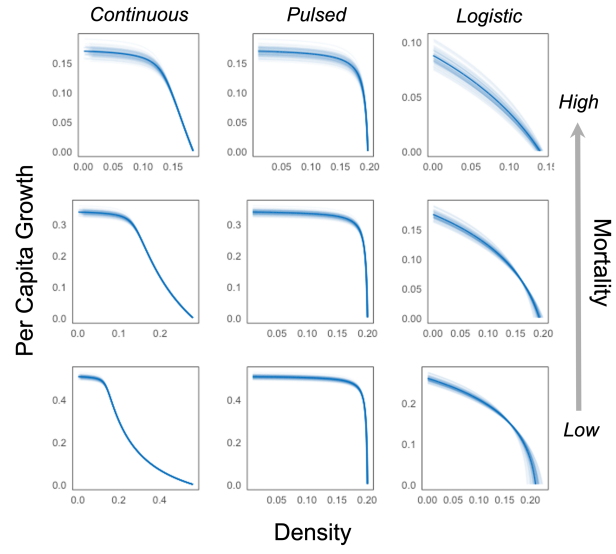 Continuous Pulsed Logistic
0.15 0.10 0.05 0.00
0.00 0.05 0.10 0.15
0.15 0.10 0.05 0.00
0.05 0.10 0.15 0.20
0.10 0.05 0.00
0.00 0.05 0.10 0.15
High
0.3 0.2 0.1 0.0
0.0 0.1 0.2
0.3 0.2 0.1 0.0
0.05 0.10 0.15 0.20
0.15 0.10 0.05 0.00
0.00 0.05 0.10 0.15 0.20
Per Capita Growth
Mortality
0.4 0.2 0.0
0.0 0.2 0.4
0.4 0.2 0.0
0.05 0.10 0.15 0.20
0.2 0.1 0.0
0.00 0.05 0.10 0.15 0.20
Low
Density